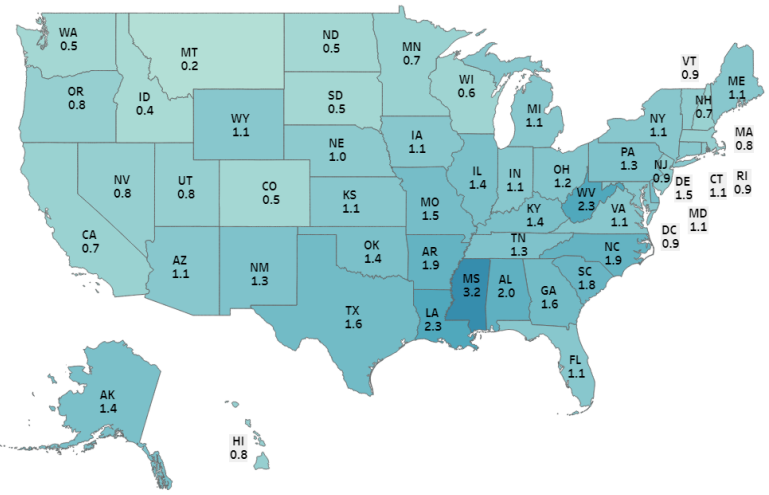 WA
0.5
MT
0.2
ND
0.5
MN
0.7
VT
0.9
ME
1.1
OR
0.8
ID
0.4
SD
0.5
WI
0.6
MI
1.1
NY
1.1
NH
0.7
MA
0.8
WY
1.1
NE
1.0
IA
1.1
PA
1.3
NJ
0.9
NV
0.8
UT
0.8
CO
0.5
KS
1.1
MO
1.5
IL
1.4
IN
1.1
OH
1.2
WV
2.3
DE
1.5
CT
1.1
RI
0.9
CA
0.7
KY
1.4
VA
1.1
MD
1.1
DC
0.9
AZ
1.1
NM
1.3
OK
1.4
AR
1.9
TN
1.3
NC
1.9
TX
1.6
LA
2.3
MS
3.2
AL
2.0
GA
1.6
SC
1.8
FL
1.1
AK
1.4
HI
0.8